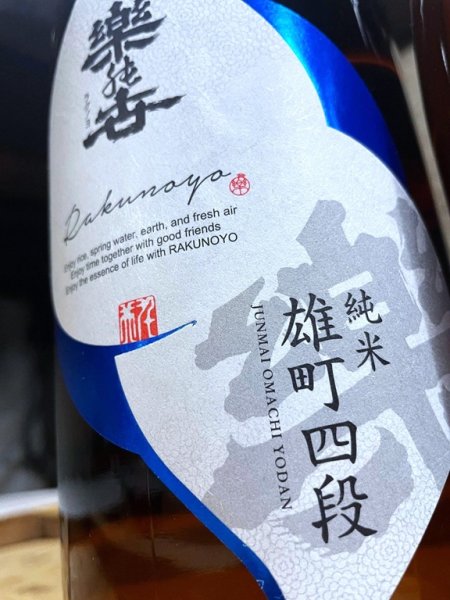 樂能世
Rakunoyo
Enjoy rice, spring water, earth, and fresh air
Enjoy time together with good friends
Enjoy the essence of life with RAKUNOYO
純米
雄町四段
JUNMAI OMACHI YODAN